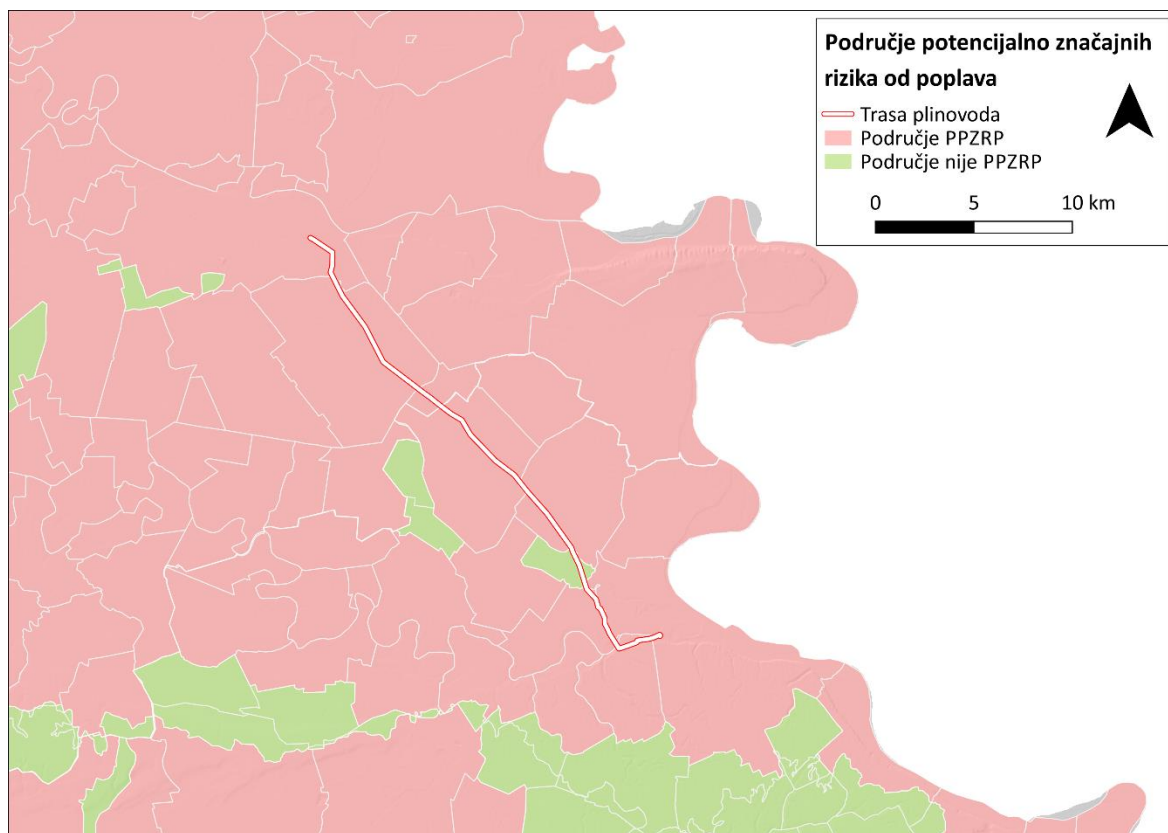 Područje potencijalno značajnih
rizika od poplava
Trasa plinovoda
Područje PPZRP
Područje nije PPZRP
0 5 10 km